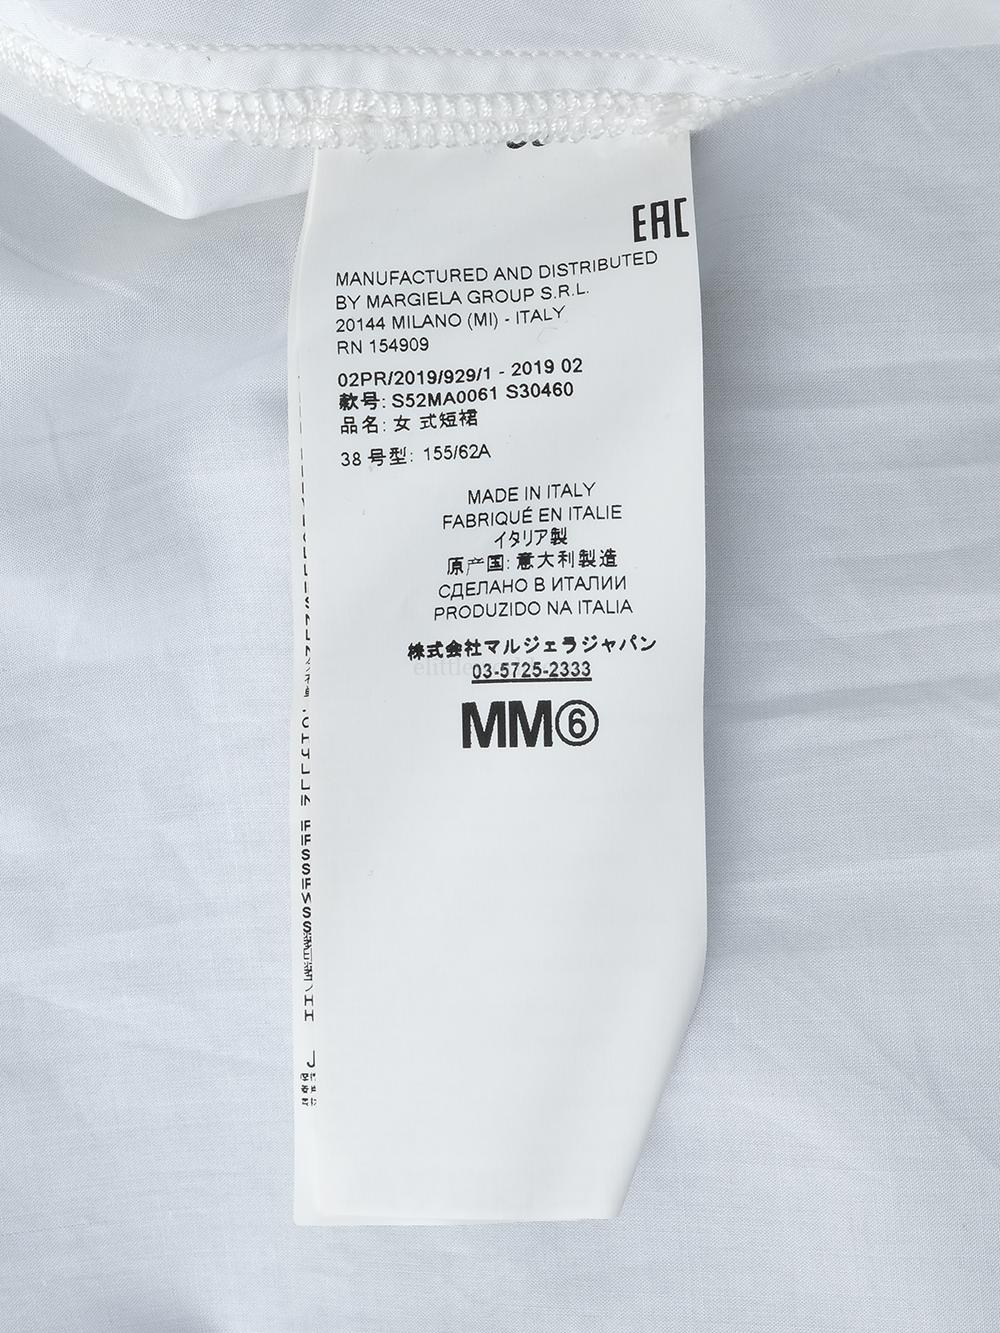 EAC
MANUFACTURED AND DISTRIBUTED
BY MARGIELA GROUP S.R.L.
20144 MILANO (MI) - ITALY
RN 154909
02PR/2019/929/1 - 2019 02
款号: S52MA0061 S30460
品名: 女 式短裙
38 号型: 155/62A
MADE IN ITALY
FABRIQUÉ EN ITALIE
イタリア製
原产国: 意大利製造
СДЕЛАНО В ИТАЛИИ
PRODUZIDO NA ITALIA
株式会社マルジェラジャパン
03-5725-2333
MM⑥